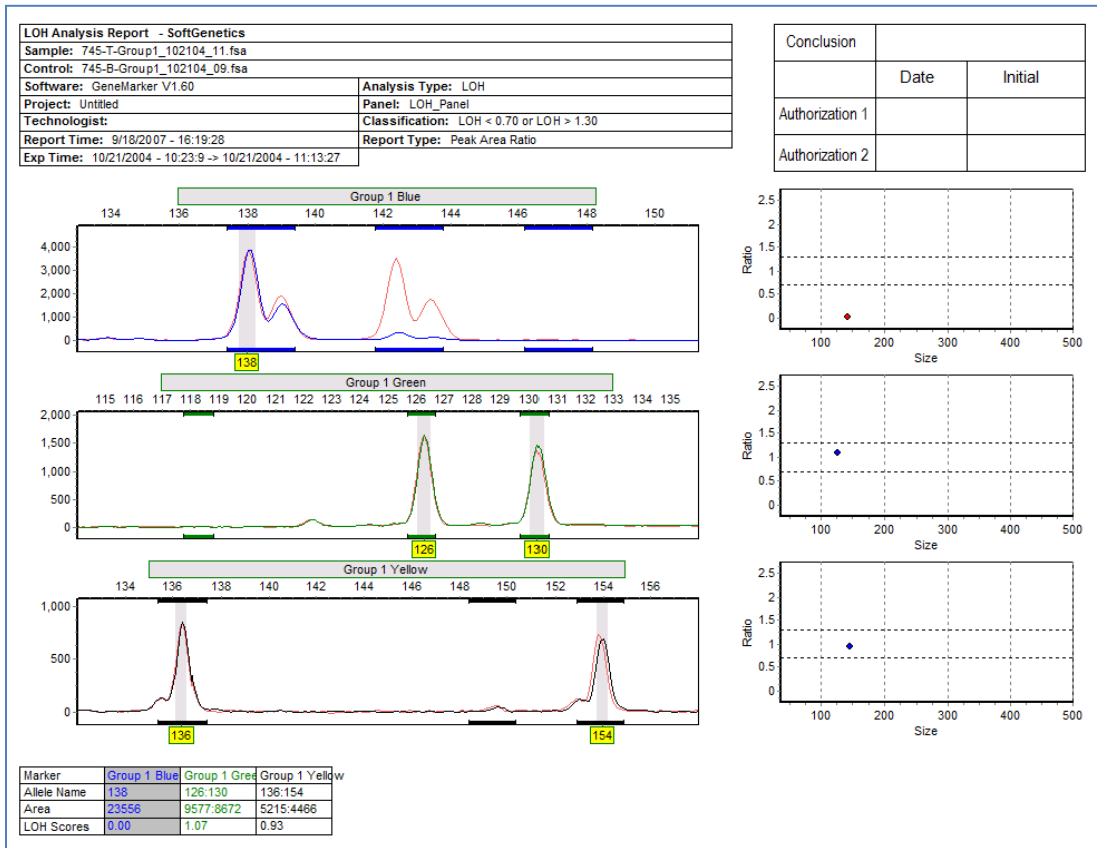 LOH Analysis Report - SoftGenetics
Sample: 745-T-Group1_102104_11.fsa
Control: 745-B-Group1_102104_09.fsa
Software: GeneMarker V1.60 Analysis Type: LOH
Project: Untitled Panel: LOH_Panel
Technologist: Classification: LOH < 0.70 or LOH > 1.30
Report Time: 9/18/2007 - 16:19:28 Report Type: Peak Area Ratio
Exp Time: 10/21/2004 - 10:23:9 -> 10/21/2004 - 11:13:27
Conclusion
Date Initial
Authorization 1
Authorization 2
Group 1 Blue
134 136 138 140 142 144 146 148 150
4,000
3,000
2,000
1,000
0
138
2.5
2
1.5
1
0.5
0
Ratio
100 200 300 400 500
Size
Group 1 Green
115 116 117 118 119 120 121 122 123 124 125 126 127 128 129 130 131 132 133 134 135
2,000
1,500
1,000
500
0
126 130
2.5
2
1.5
1
0.5
0
Ratio
100 200 300 400 500
Size
Group 1 Yellow
134 136 138 140 142 144 146 148 150 152 154 156
1,000
500
0
136 154
2.5
2
1.5
1
0.5
0
Ratio
100 200 300 400 500
Size
Marker Group 1 Blue Group 1 Gree Group 1 Yellow
Allele Name 138 126:130 136:154
Area 23556 9577:8672 5215:4466
LOH Scores 0.00 1.07 0.93